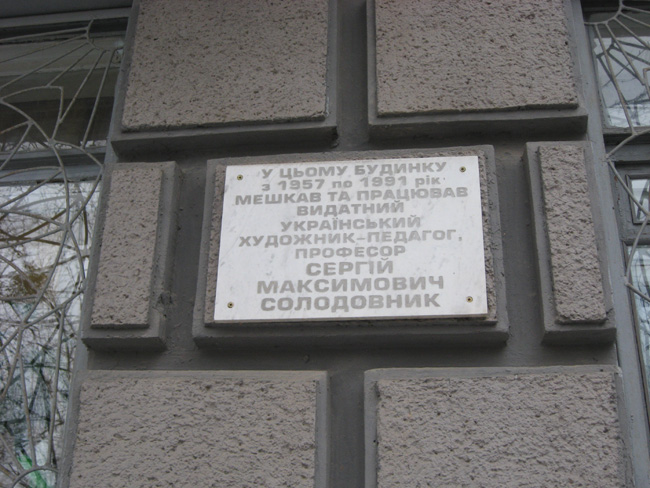 У ЦЬОМУ БУДИНКУ
з 1957 по 1991 рік
МЕШКАВ ТА ПРАЦЮВАВ
ВИДАТНИЙ
УКРАЇНСЬКИЙ
ХУДОЖНИК-ПЕДАГОГ,
ПРОФЕСОР
СЕРГІЙ
МАКСИМОВИЧ
СОЛОДОВНИК